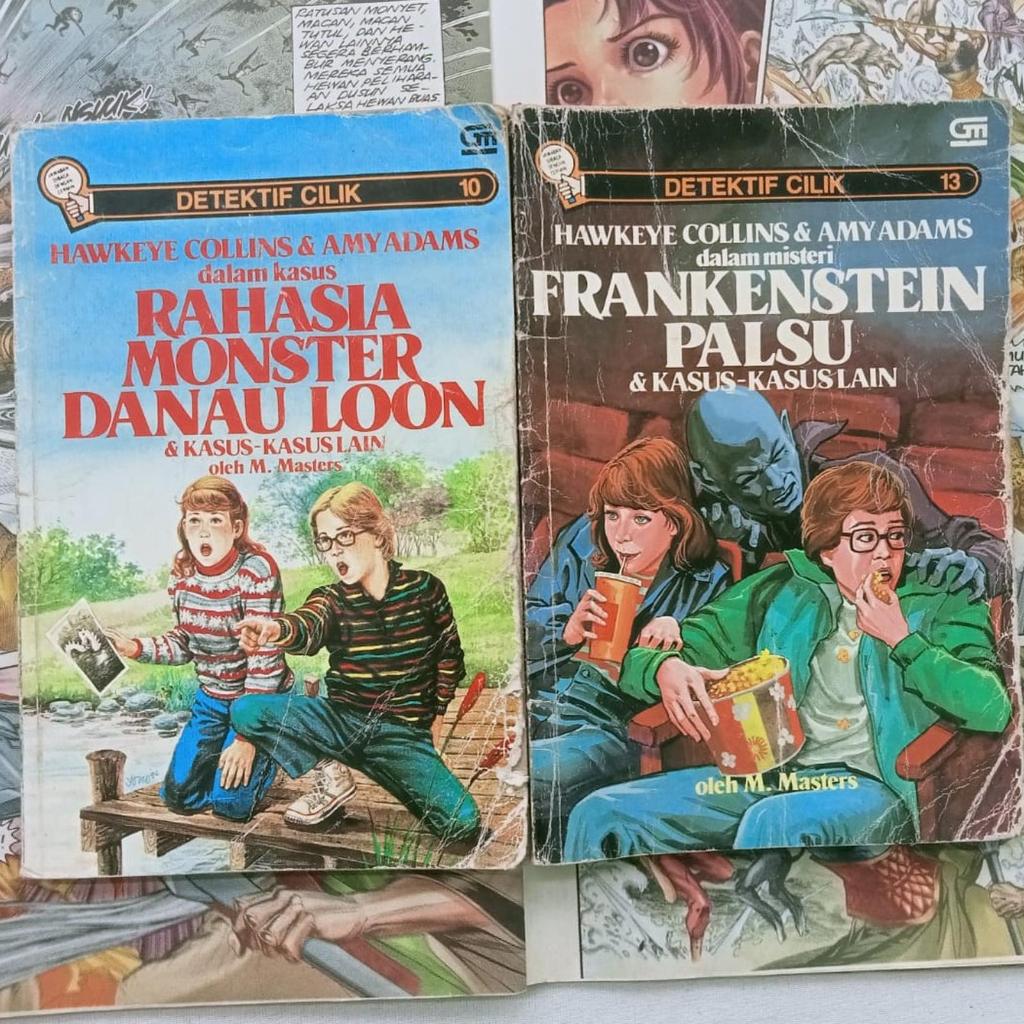 RATUSAN MONYET,
MACAN, MACAN
TUTUL, DAN HE-
WAN LAINNYA
SEGERA BERHAM-
BUR MENYERANG.
MEREKA SEMUA
HEWAN PELIHARA-
AN DUSUN SE-
LAKSA HEWAN BUAS
NGUK!
Gm
DETEKTIF CILIK 10
HAWKEYE COLLINS & AMY ADAMS
dalam kasus
RAHASIA
MONSTER
DANAU LOON
& KASUS-KASUS LAIN
oleh M. Masters
Gm
DETEKTIF CILIK 13
HAWKEYE COLLINS & AMY ADAMS
dalam misteri
FRANKENSTEIN
PALSU
& KASUS-KASUS LAIN
oleh M. Masters